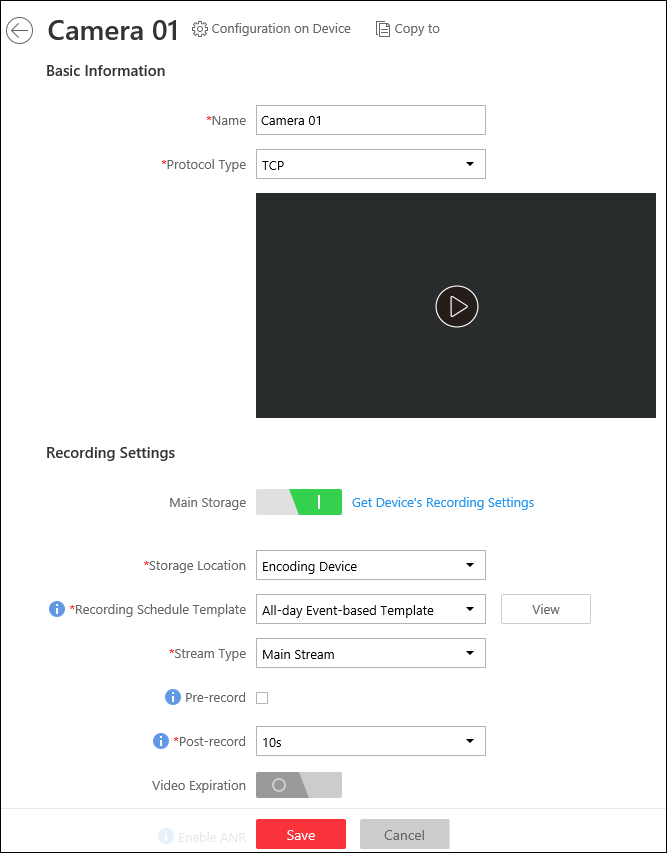 Camera 01 Configuration on Device Copy to
Basic Information
*Name Camera 01
*Protocol Type TCP
Recording Settings
Main Storage Get Device's Recording Settings
*Storage Location Encoding Device
*Recording Schedule Template All-day Event-based Template View
*Stream Type Main Stream
Pre-record
*Post-record 10s
Video Expiration
Enable ANR Save Cancel